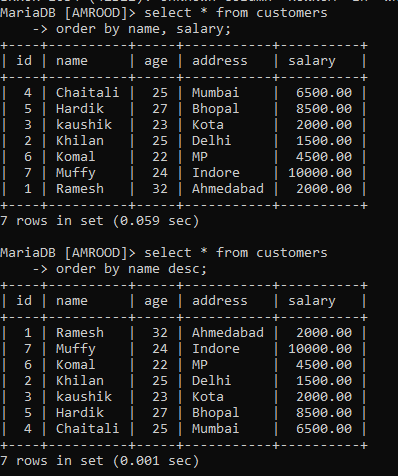 MariaDB [AMROOD]> select * from customers
    -> order by name, salary;
+----+----------+-----+-----------+----------+
| id | name     | age | address   | salary   |
+----+----------+-----+-----------+----------+
|  4 | Chaitali |  25 | Mumbai    |  6500.00 |
|  5 | Hardik   |  27 | Bhopal    |  8500.00 |
|  3 | kaushik  |  23 | Kota      |  2000.00 |
|  2 | Khilan   |  25 | Delhi     |  1500.00 |
|  6 | Komal    |  22 | MP        |  4500.00 |
|  7 | Muffy    |  24 | Indore    | 10000.00 |
|  1 | Ramesh   |  32 | Ahmedabad |  2000.00 |
+----+----------+-----+-----------+----------+
7 rows in set (0.059 sec)

MariaDB [AMROOD]> select * from customers
    -> order by name desc;
+----+----------+-----+-----------+----------+
| id | name     | age | address   | salary   |
+----+----------+-----+-----------+----------+
|  1 | Ramesh   |  32 | Ahmedabad |  2000.00 |
|  7 | Muffy    |  24 | Indore    | 10000.00 |
|  6 | Komal    |  22 | MP        |  4500.00 |
|  2 | Khilan   |  25 | Delhi     |  1500.00 |
|  3 | kaushik  |  23 | Kota      |  2000.00 |
|  5 | Hardik   |  27 | Bhopal    |  8500.00 |
|  4 | Chaitali |  25 | Mumbai    |  6500.00 |
+----+----------+-----+-----------+----------+
7 rows in set (0.001 sec)